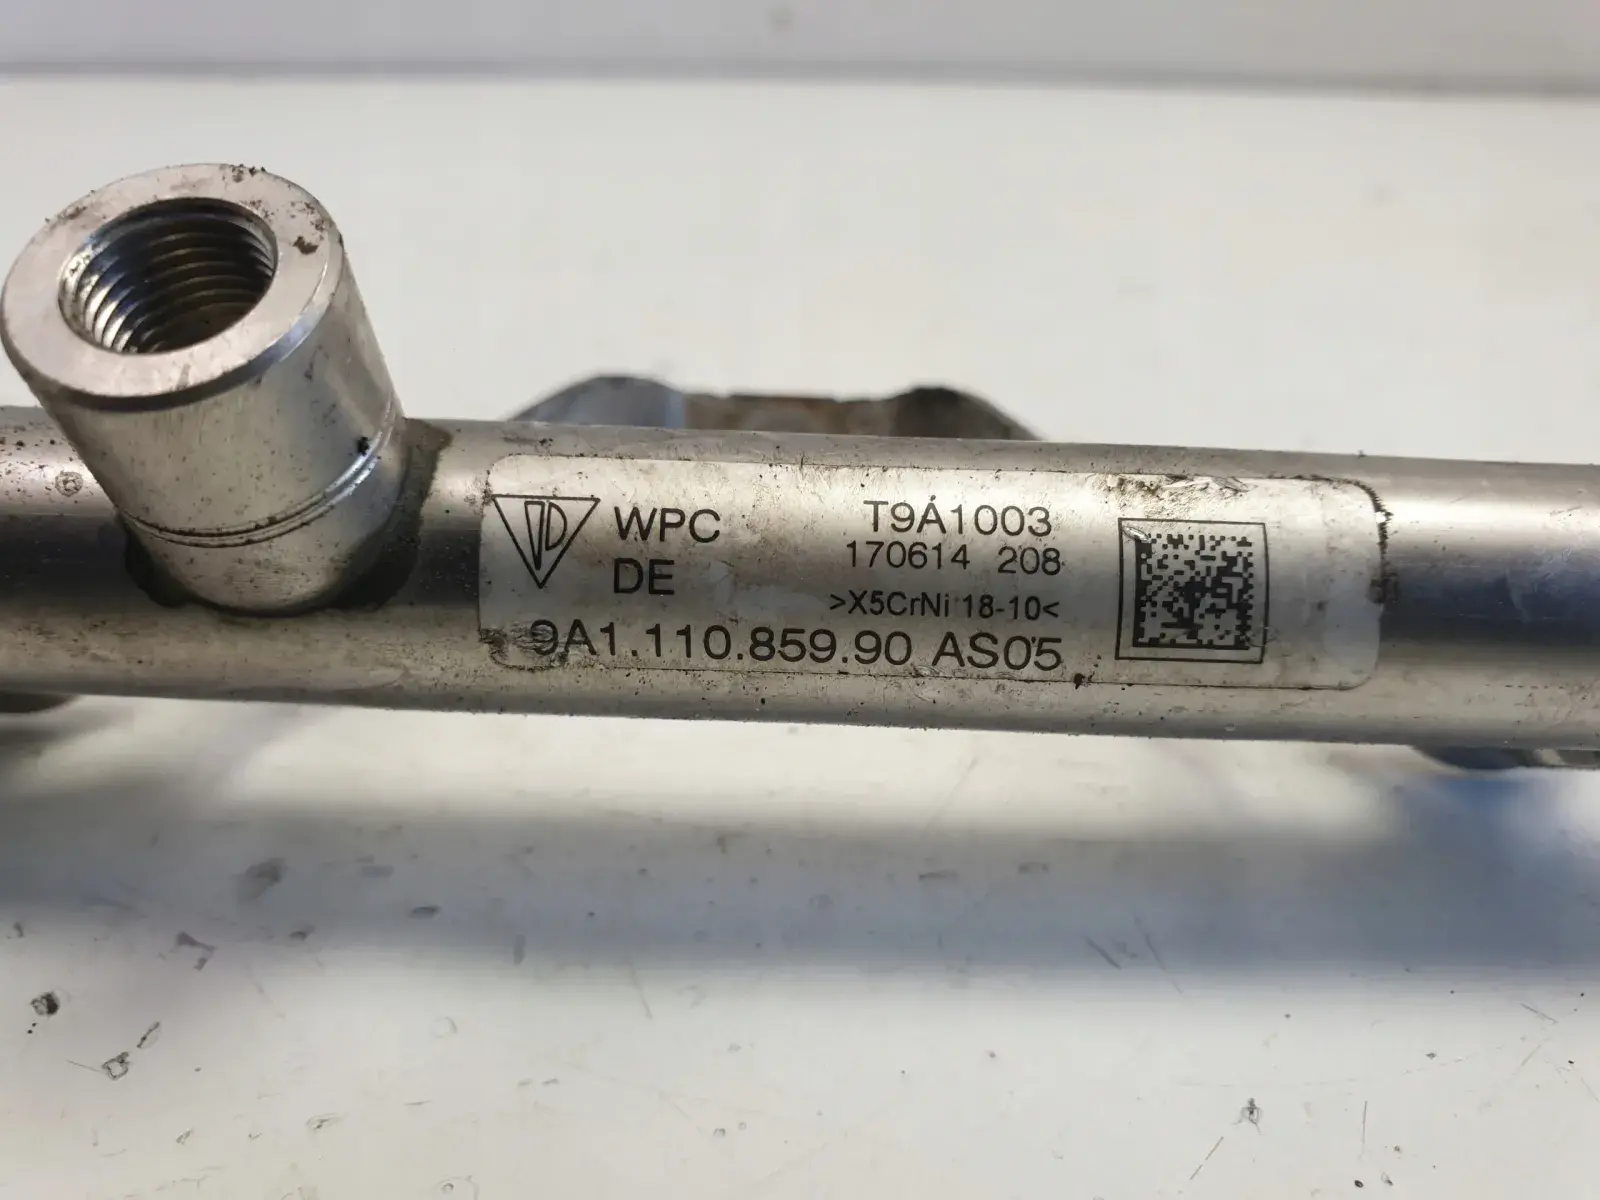 WPC
DE
T9A1003
170614 208
>X5CrNi 18-10<
9A1.110.859.90 AS05